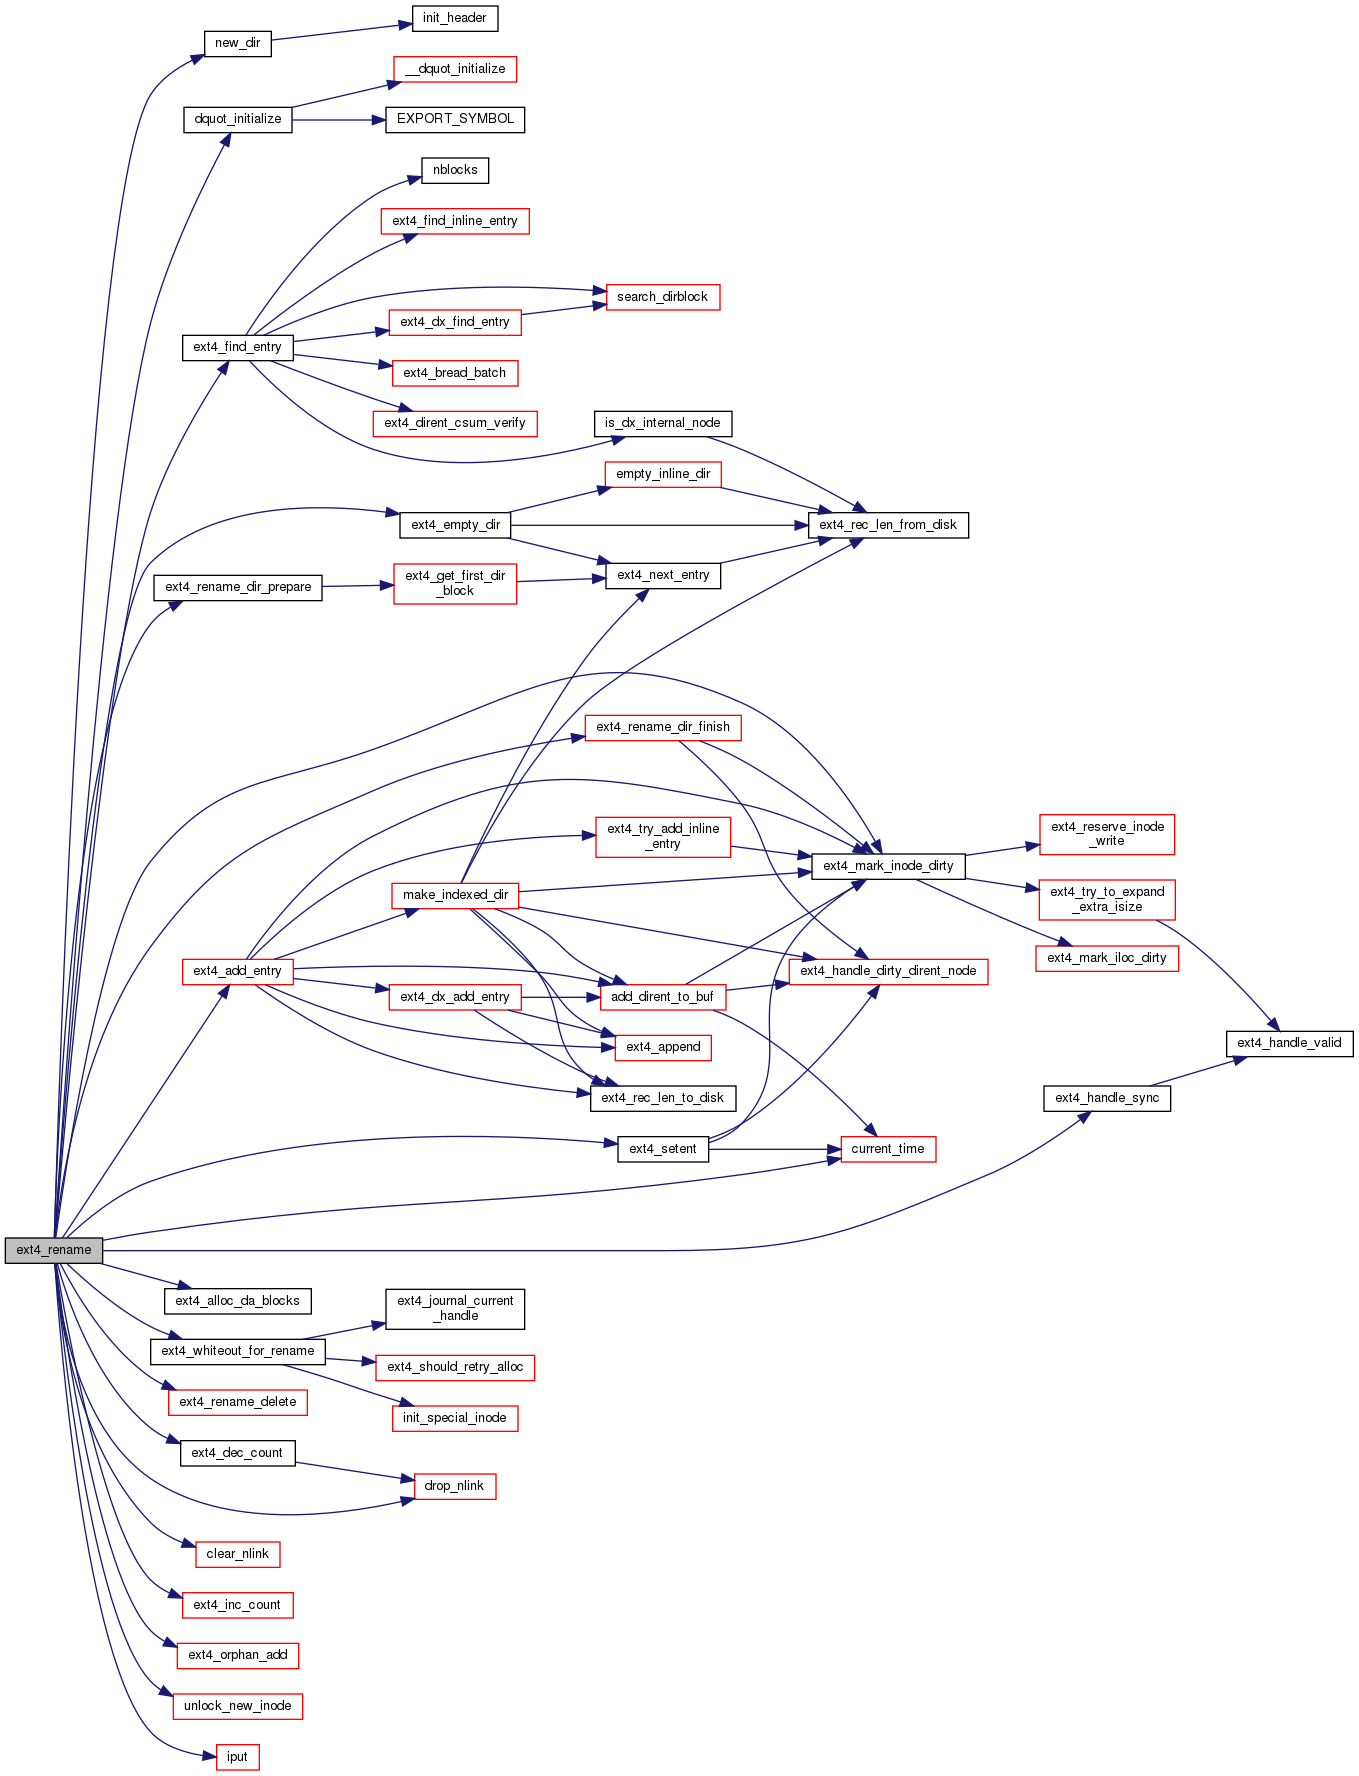 init_header
new_dir
__dquot_initialize
dquot_initialize
EXPORT_SYMBOL
nblocks
ext4_find_inline_entry
search_dirblock
ext4_dx_find_entry
ext4_find_entry
ext4_bread_batch
ext4_dirent_csum_verify
is_dx_internal_node
empty_inline_dir
ext4_empty_dir
ext4_rec_len_from_disk
ext4_rename_dir_prepare
ext4_get_first_dir
_block
ext4_next_entry
ext4_rename_dir_finish
ext4_try_add_inline
_entry
ext4_reserve_inode
_write
ext4_mark_inode_dirty
make_indexed_dir
ext4_try_to_expand
_extra_isize
ext4_mark_iloc_dirty
ext4_add_entry
ext4_handle_dirty_dirent_node
ext4_dx_add_entry
add_dirent_to_buf
ext4_append
ext4_handle_valid
ext4_rec_len_to_disk
ext4_handle_sync
ext4_setent
current_time
ext4_rename
ext4_alloc_da_blocks
ext4_journal_current
_handle
ext4_whiteout_for_rename
ext4_should_retry_alloc
ext4_rename_delete
init_special_inode
ext4_dec_count
drop_nlink
clear_nlink
ext4_inc_count
ext4_orphan_add
unlock_new_inode
iput